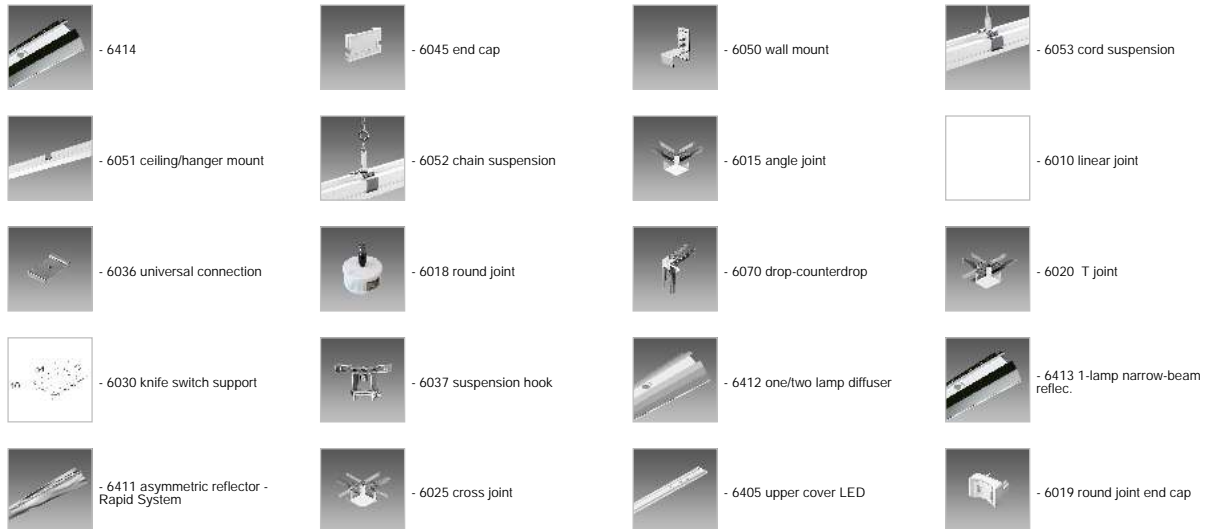 - 6414
- 6045 end cap
- 6050 wall mount
- 6053 cord suspension
- 6051 ceiling/hanger mount
- 6052 chain suspension
- 6015 angle joint
- 6010 linear joint
- 6036 universal connection
- 6018 round joint
- 6070 drop-counterdrop
- 6020 T joint
- 6030 knife switch support
- 6037 suspension hook
- 6412 one/two lamp diffuser
- 6413 1-lamp narrow-beam
reflec.
- 6411 asymmetric reflector -
Rapid System
- 6025 cross joint
- 6405 upper cover LED
- 6019 round joint end cap